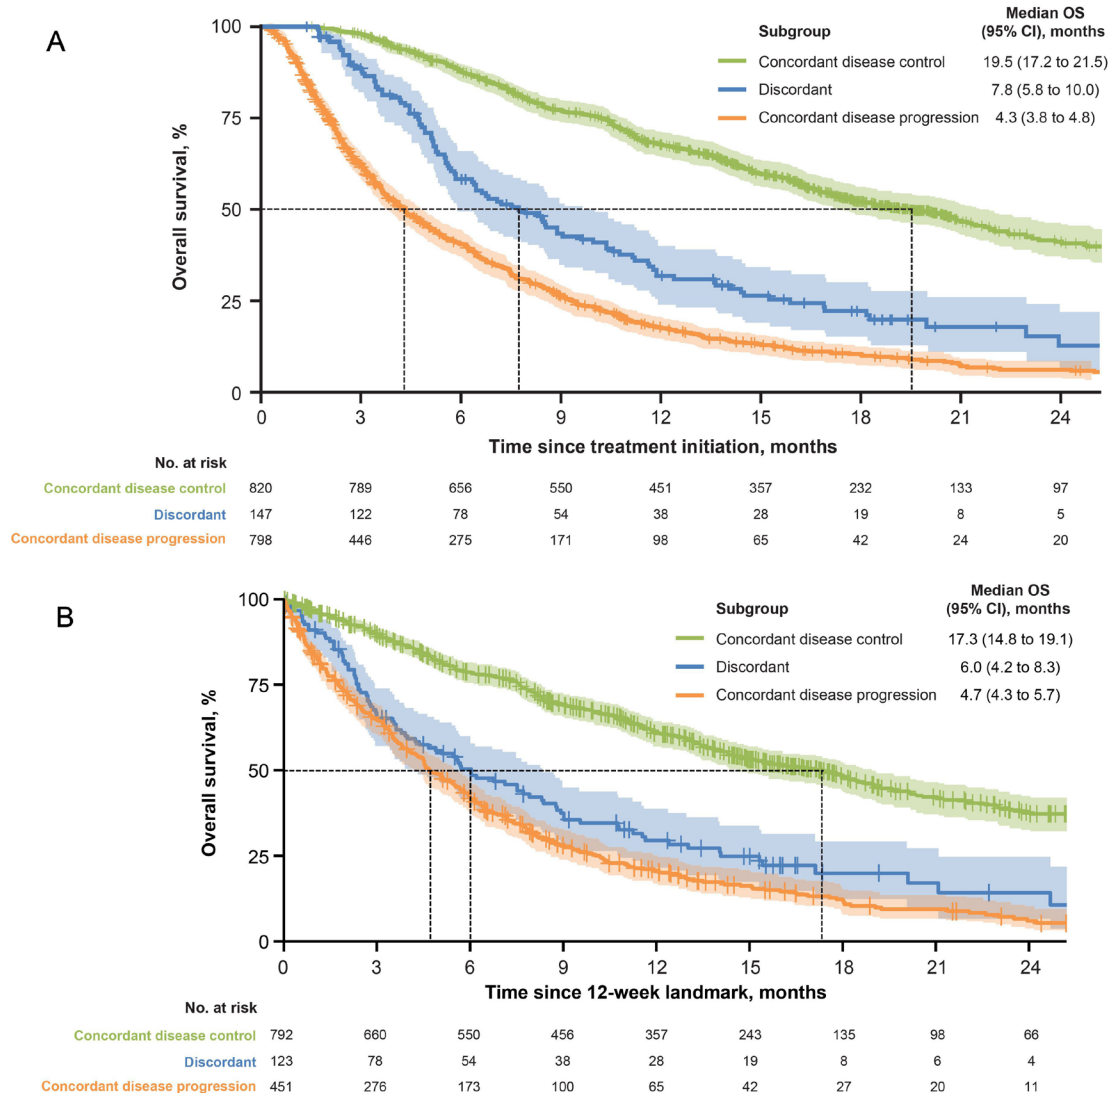 A
Median OS
Subgroup (95% CI), months
Concordant disease control 19.5 (17.2 to 21.5)
Discordant 7.8 (5.8 to 10.0)
Concordant disease progression 4.3 (3.8 to 4.8)
Overall survival, %
100
75
50
25
0
0 3 6 9 12 15 18 21 24
Time since treatment initiation, months
No. at risk
Concordant disease control 820 789 656 550 451 357 232 133 97
Discordant 147 122 78 54 38 28 19 8 5
Concordant disease progression 798 446 275 171 98 65 42 24 20
B
Median OS
Subgroup (95% CI), months
Concordant disease control 17.3 (14.8 to 19.1)
Discordant 6.0 (4.2 to 8.3)
Concordant disease progression 4.7 (4.3 to 5.7)
Overall survival, %
100
75
50
25
0
0 3 6 9 12 15 18 21 24
Time since 12-week landmark, months
No. at risk
Concordant disease control 792 660 550 456 357 243 135 98 66
Discordant 123 78 54 38 28 19 8 6 4
Concordant disease progression 451 276 173 100 65 42 27 20 11